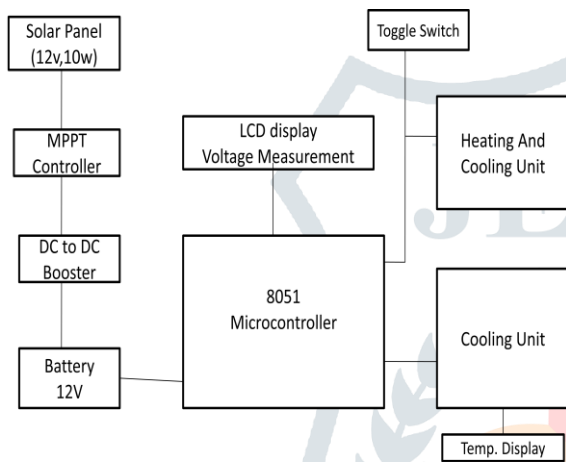 Solar Panel
(12v,10w)
MPPT
Controller
DC to DC
Booster
Battery
12V
LCD display
Voltage Measurement
8051
Microcontroller
Toggle Switch
Heating And
Cooling Unit
Cooling Unit
Temp. Display